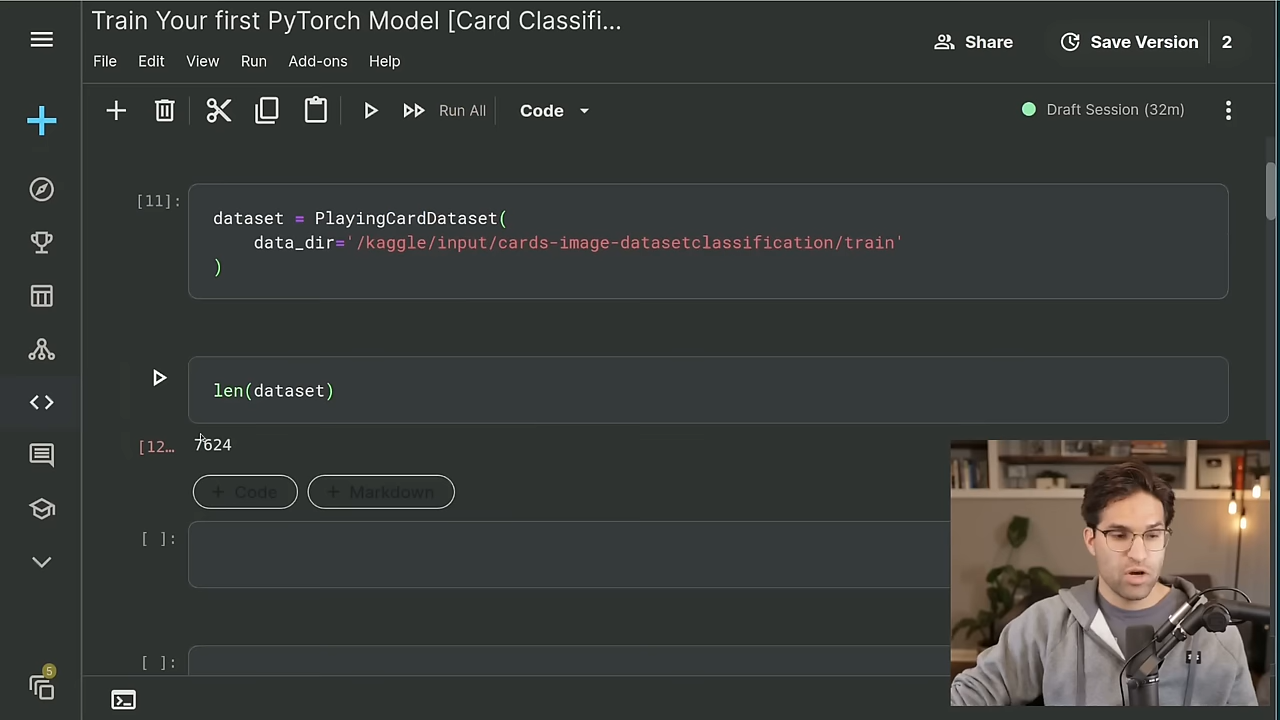 Train Your first PyTorch Model [Card Classifi...
Share
Save Version
2
File Edit View Run Add-ons Help
Run All
Code
Draft Session (32m)
[11]:
dataset = PlayingCardDataset(
data_dir='/kaggle/input/cards-image-datasetclassification/train'
)
len(dataset)
[12…
7624
+ Code
+ Markdown
[ ]:
[ ]:
5